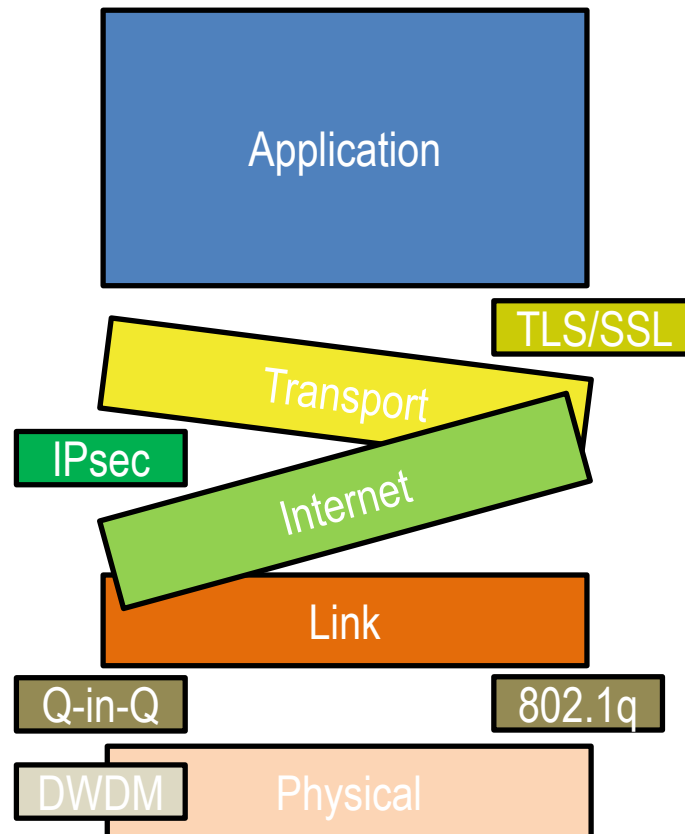 Application
TLS/SSL
Transport
IPsec
Internet
Link
Q-in-Q
802.1q
DWDM
Physical